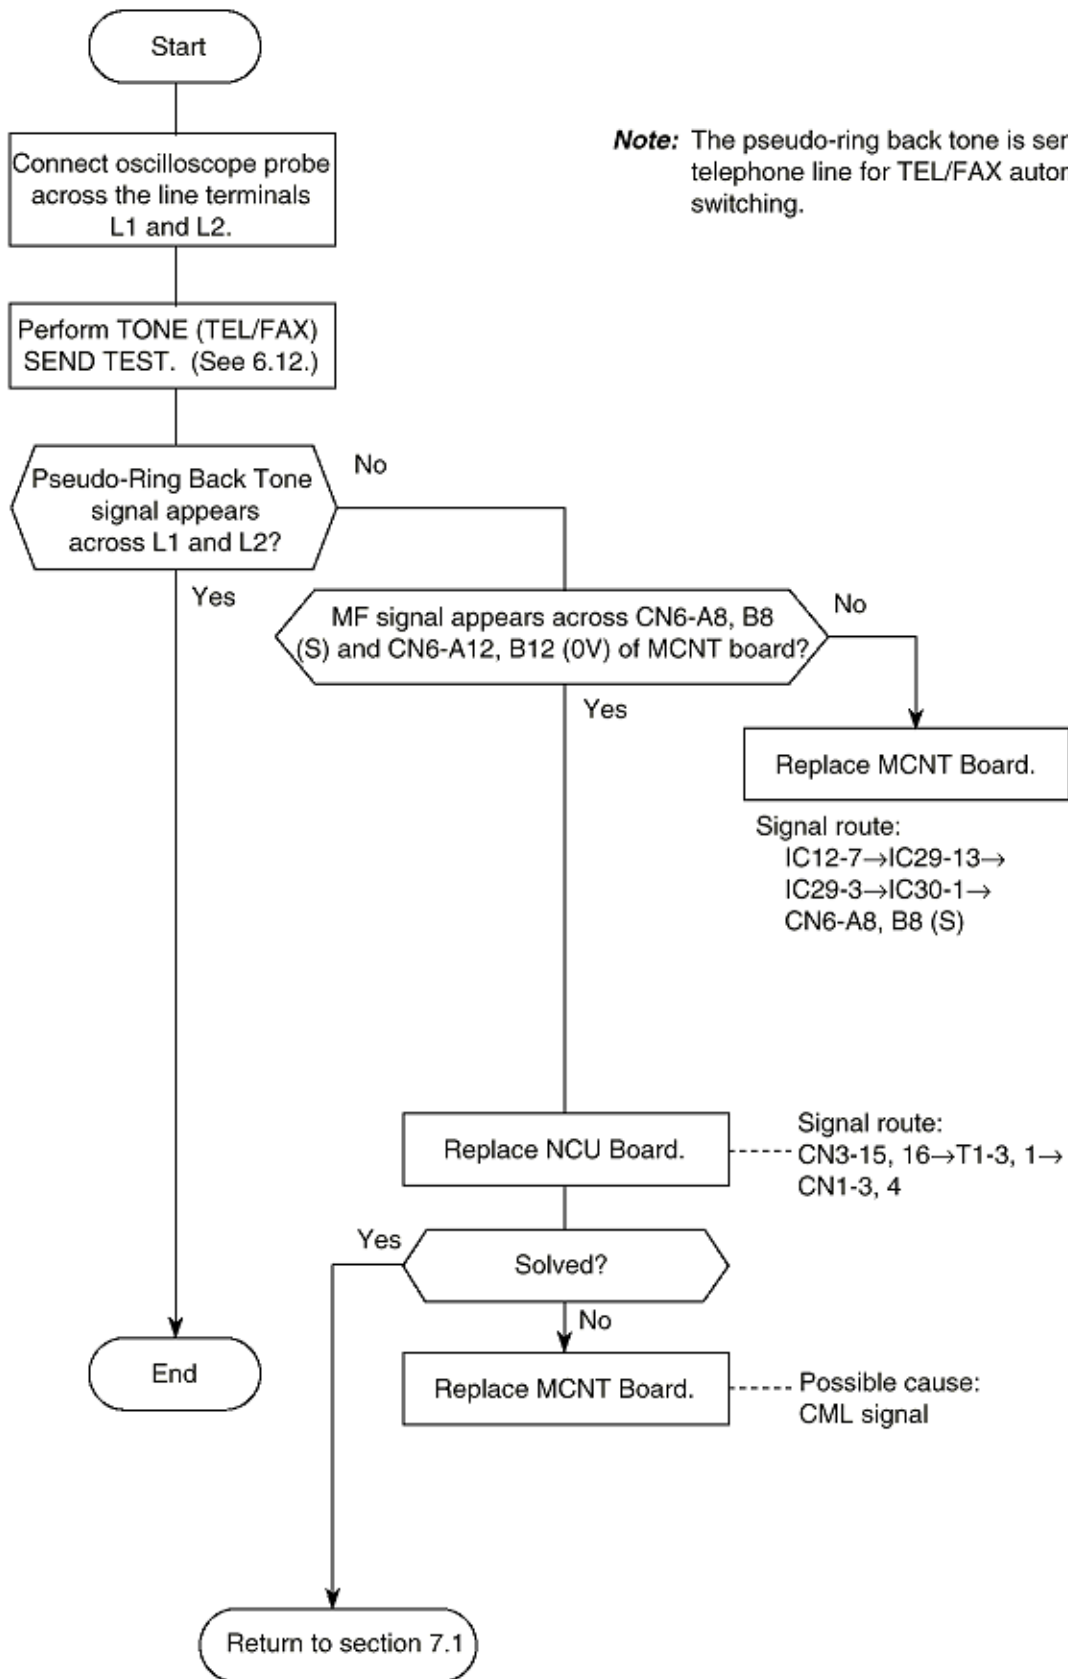 Start
Connect oscilloscope probe
across the line terminals
L1 and L2.
Note: The pseudo-ring back tone is
telephone line for TEL/FAX
switching.
Perform TONE (TEL/FAX)
SEND TEST. (See 6.12.)
Pseudo-Ring Back Tone
signal appears
across L1 and L2?
No
Yes
MF signal appears across CN6-A8, B8
(S) and CN6-A12, B12 (0V) of MCNT board?
No
Yes
Replace MCNT Board.
Signal route:
IC12-7→IC29-13→
IC29-3→IC30-1→
CN6-A8, B8 (S)
Replace NCU Board.
Signal route:
CN3-15, 16→T1-3, 1→
CN1-3, 4
Solved?
Yes
No
Replace MCNT Board.
Possible cause:
CML signal
End
Return to section 7.1